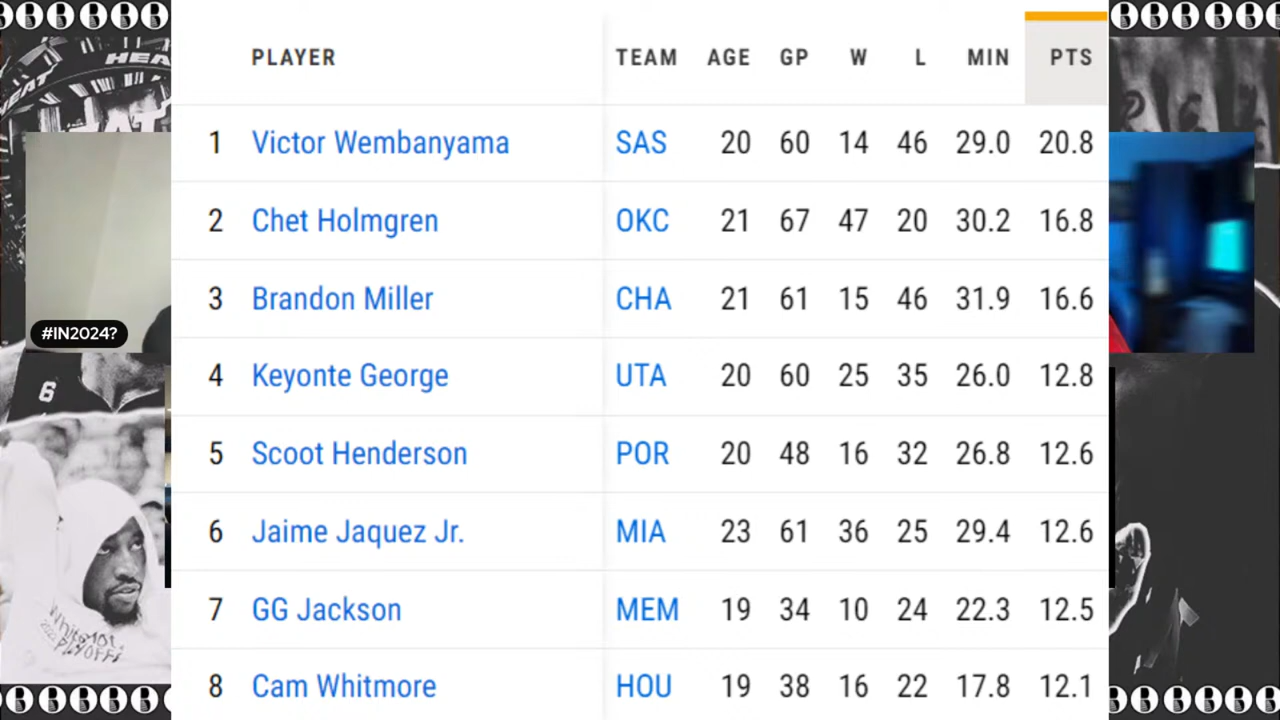 PLAYER TEAM AGE GP W L MIN PTS
1 Victor Wembanyama SAS 20 60 14 46 29.0 20.8
2 Chet Holmgren OKC 21 67 47 20 30.2 16.8
3 Brandon Miller CHA 21 61 15 46 31.9 16.6
4 Keyonte George UTA 20 60 25 35 26.0 12.8
5 Scoot Henderson POR 20 48 16 32 26.8 12.6
6 Jaime Jaquez Jr. MIA 23 61 36 25 29.4 12.6
7 GG Jackson MEM 19 34 10 24 22.3 12.5
8 Cam Whitmore HOU 19 38 16 22 17.8 12.1
#IN2024?
6